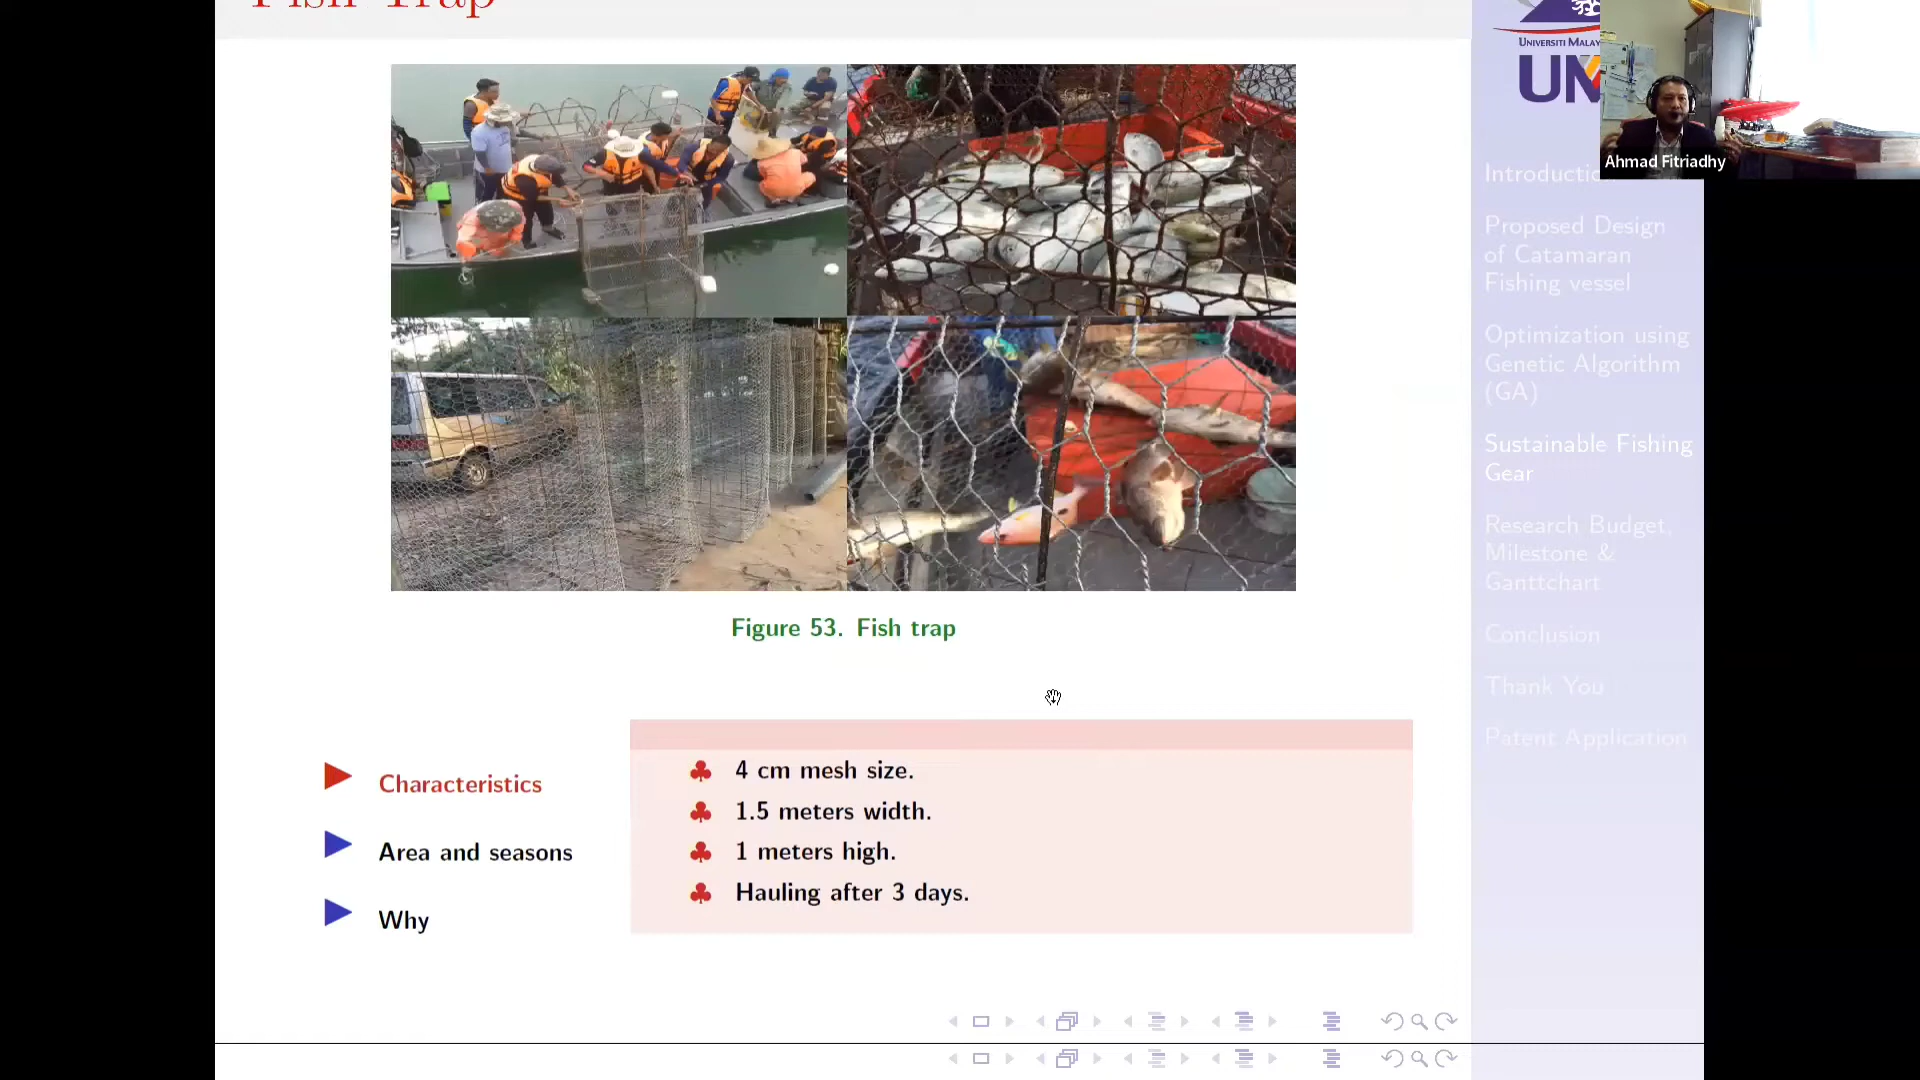 Fish Trap
UNIVERSITI MALAY
UM
Ahmad Fitriadhy
Introductio
Proposed Design
of Catamaran
Fishing vessel
Optimization using
Genetic Algorithm
(GA)
Sustainable Fishing
Gear
Research Budget,
Milestone &
Ganttchart
Conclusion
Thank You
Patent Application
Figure 53. Fish trap
Characteristics
Area and seasons
Why
4 cm mesh size.
1.5 meters width.
1 meters high.
Hauling after 3 days.